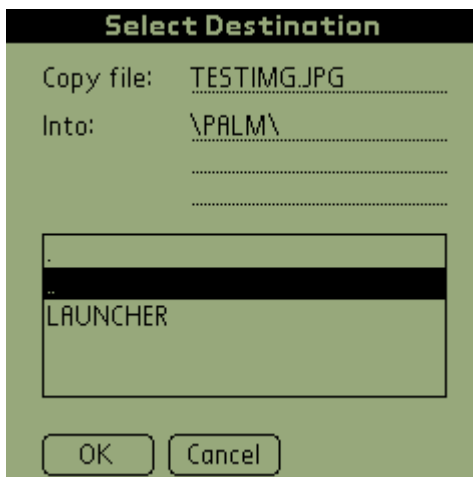 Select Destination
Copy file: TESTIMG.JPG
Into: \PALM\
.
..
LAUNCHER
OK Cancel